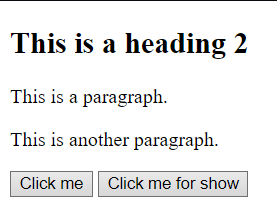 This is a heading 2
This is a paragraph.
This is another paragraph.
Click me Click me for show